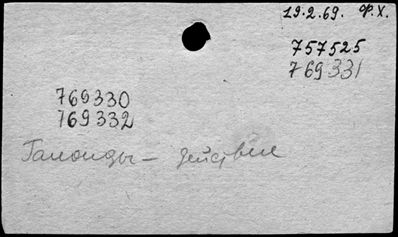 19.2.69. Ф.Х.
757525
769331
769330
769332
Галоиды — действие